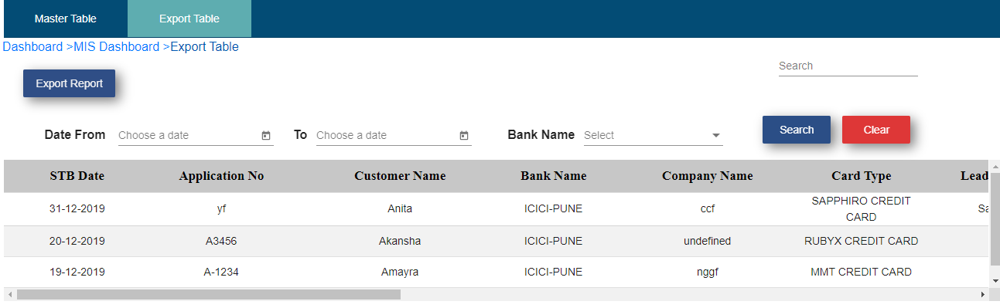 Master Table Export Table
Dashboard >MIS Dashboard >Export Table
Search
Export Report
Date From Choose a date To Choose a date Bank Name Select Search Clear
STB Date Application No Customer Name Bank Name Company Name Card Type Lead
31-12-2019 yf Anita ICICI-PUNE ccf SAPPHIRO CREDIT CARD
20-12-2019 A3456 Akansha ICICI-PUNE undefined RUBYX CREDIT CARD
19-12-2019 A-1234 Amayra ICICI-PUNE nggf MMT CREDIT CARD